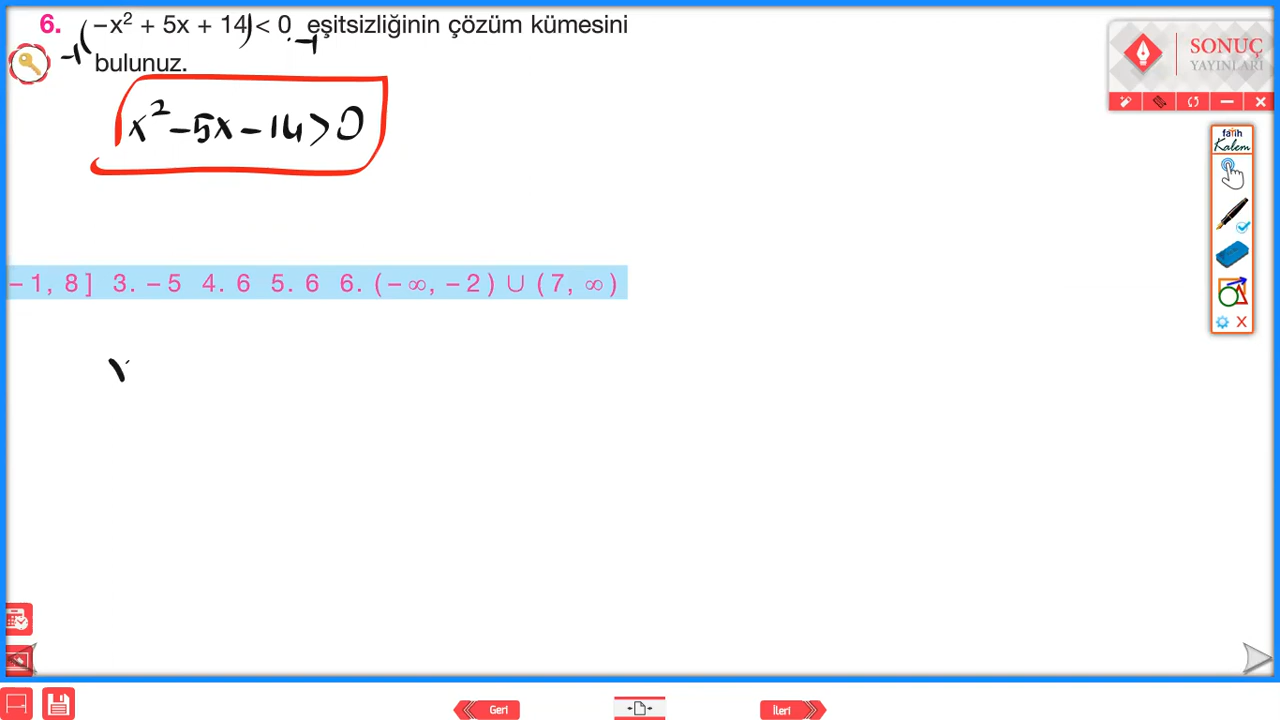 6. (−x² + 5x + 14) < 0 eşitsizliğinin çözüm kümesini
−1 · −1
bulunuz.
x² − 5x − 14 > 0
− 1, 8 ] 3. − 5 4. 6 5. 6 6. ( − ∞, − 2 ) ∪ ( 7, ∞ )
SONUÇ
YAYINLARI
fatih
Kalem
X
Geri
İleri